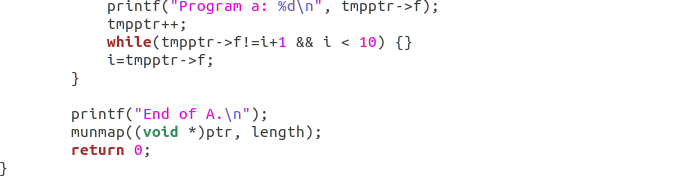 printf("Program a: %d\n", tmpptr->f);
tmpptr++;
while(tmpptr->f!=i+1 && i < 10) {}
i=tmpptr->f;
}
printf("End of A.\n");
munmap((void *)ptr, length);
return 0;
}